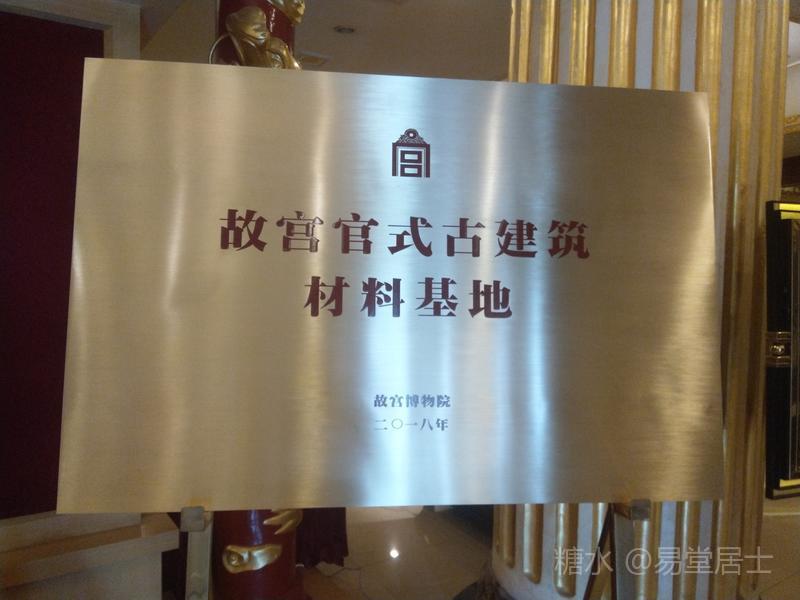 故宫官式古建筑
材料基地
故宫博物院
二〇一八年
糖水 @易堂居士